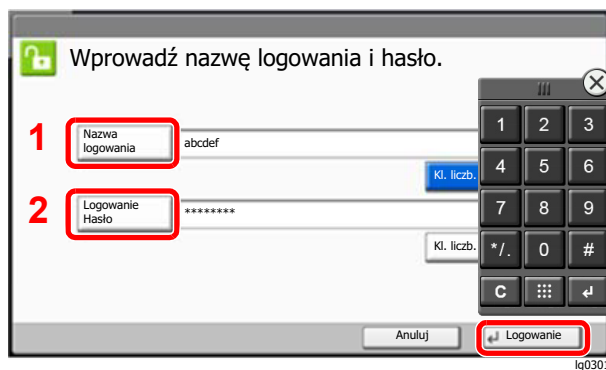 Wprowadź nazwę logowania i hasło.
1
Nazwa
logowania
abcdef
Kl. liczb.
2
Logowanie
Hasło
********
Kl. liczb.
1 2 3
4 5 6
7 8 9
*/. 0 #
C
Anuluj
Logowanie
lq0301